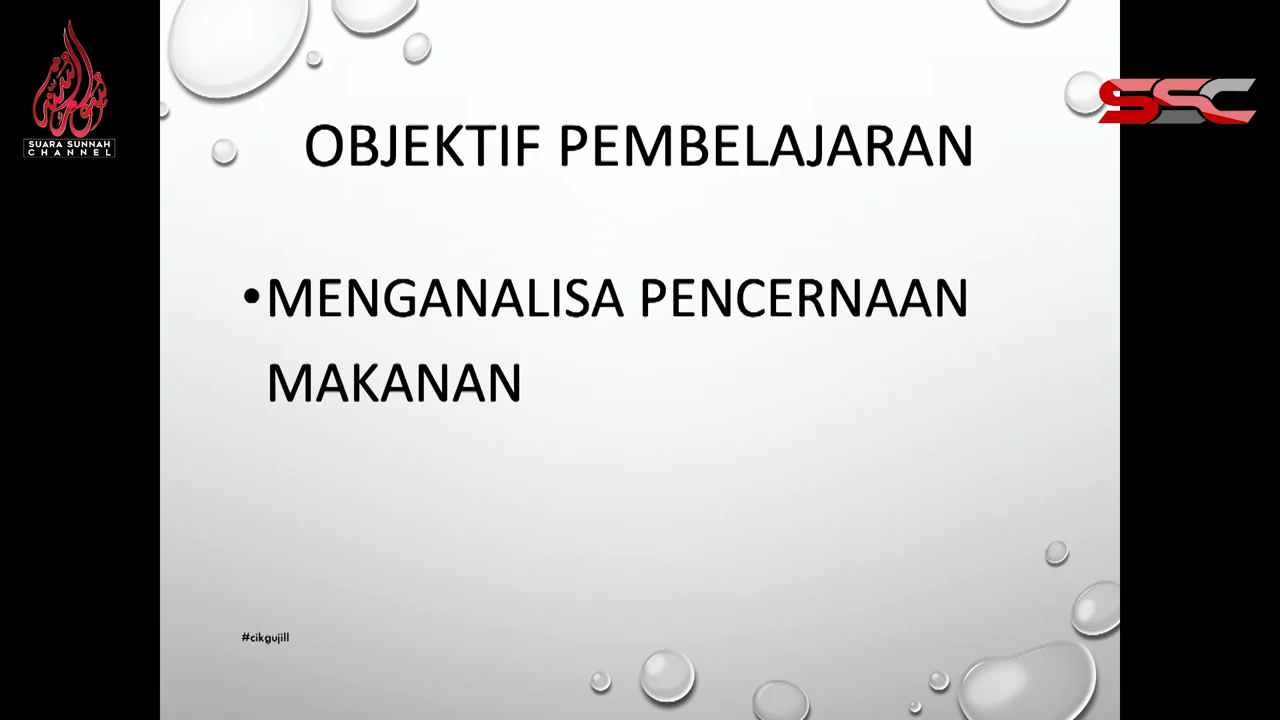 SUARA SUNNAH
CHANNEL
SSC
OBJEKTIF PEMBELAJARAN
•MENGANALISA PENCERNAAN
MAKANAN
#cikgujill